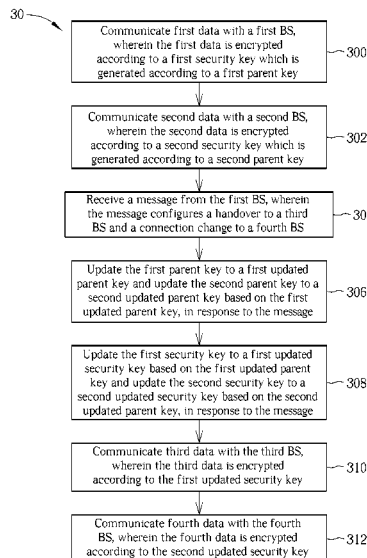 30
Communicate first data with a first BS,
wherein the first data is encrypted
according to a first security key which is
generated according to a first parent key
300
Communicate second data with a second BS,
wherein the second data is encrypted
according to a second security key which is
generated according to a second parent key
302
Receive a message from the first BS, wherein
the message configures a handover to a third
BS and a connection change to a fourth BS
30
Update the first parent key to a first updated
parent key and update the second parent key to a
second updated parent key based on the first
updated parent key, in response to the message
306
Update the first security key to a first updated
security key based on the first updated parent
key and update the second security key to a
second updated security key based on the second
updated parent key, in response to the message
308
Communicate third data with the third BS,
wherein the third data is encrypted
according to the first updated security key
310
Communicate fourth data with the fourth
BS, wherein the fourth data is encrypted
according to the second updated security key
312